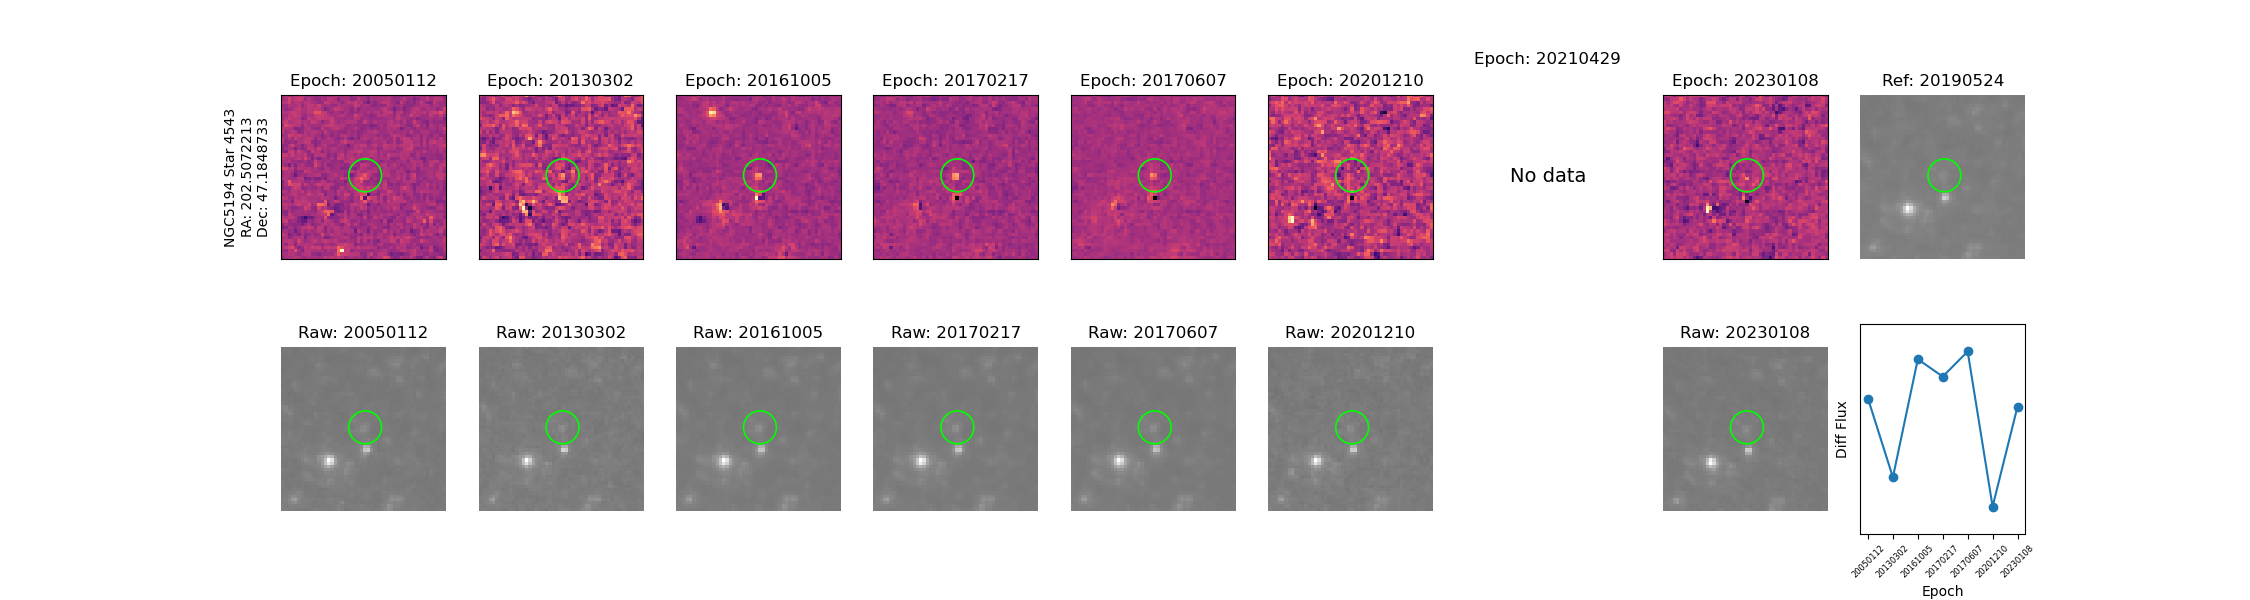 NGC5194 Star 4543
RA: 202.5072213
Dec: 47.1848733
Epoch: 20050112
Epoch: 20130302
Epoch: 20161005
Epoch: 20170217
Epoch: 20170607
Epoch: 20201210
Epoch: 20210429
No data
Epoch: 20230108
Ref: 20190524
Raw: 20050112
Raw: 20130302
Raw: 20161005
Raw: 20170217
Raw: 20170607
Raw: 20201210
Raw: 20230108
Diff Flux
20050112
20130302
20161005
20170217
20170607
20201210
20230108
Epoch